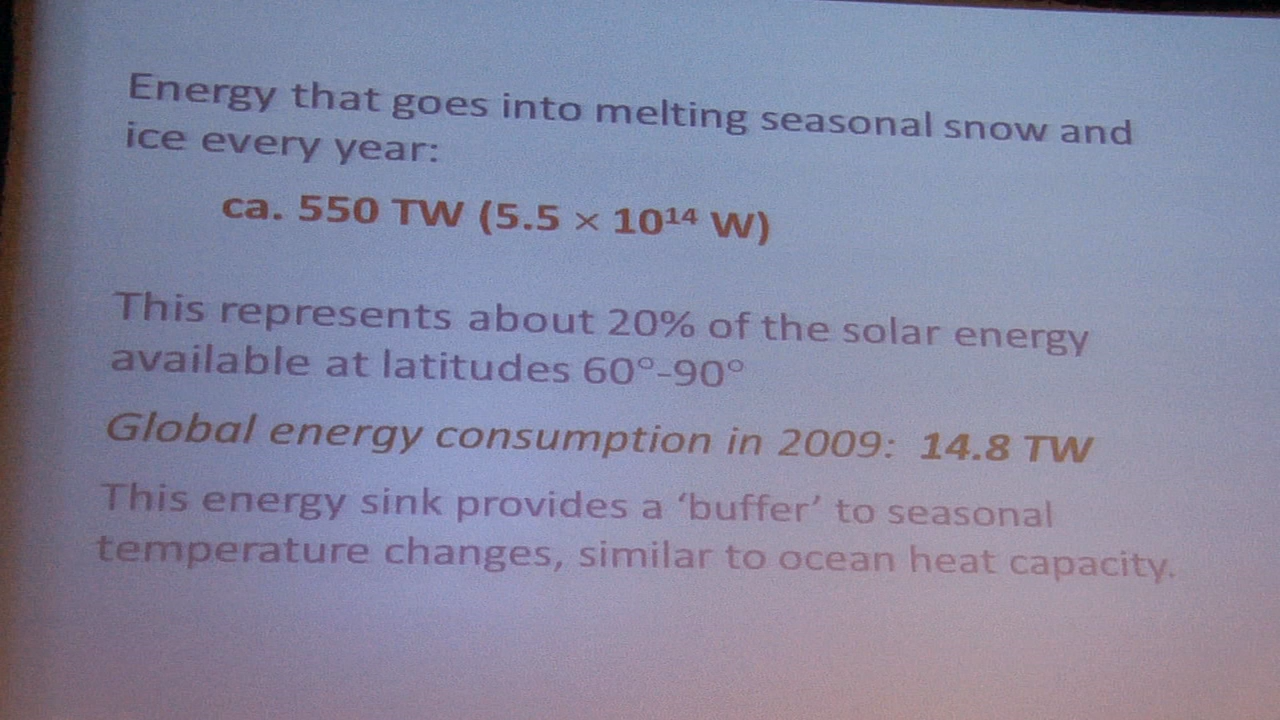 Energy that goes into melting seasonal snow and
ice every year:
ca. 550 TW (5.5 × 10¹⁴ W)
This represents about 20% of the solar energy
available at latitudes 60°-90°
Global energy consumption in 2009: 14.8 TW
This energy sink provides a ‘buffer’ to seasonal
temperature changes, similar to ocean heat capacity.